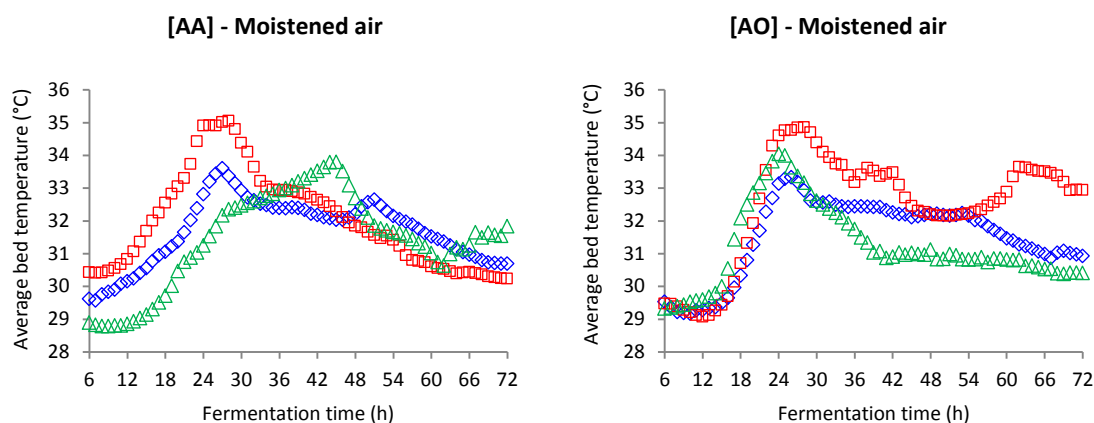 [AA] - Moistened air
Average bed temperature (°C)
36
35
34
33
32
31
30
29
28
6 12 18 24 30 36 42 48 54 60 66 72
Fermentation time (h)
[AO] - Moistened air
Average bed temperature (°C)
36
35
34
33
32
31
30
29
28
6 12 18 24 30 36 42 48 54 60 66 72
Fermentation time (h)